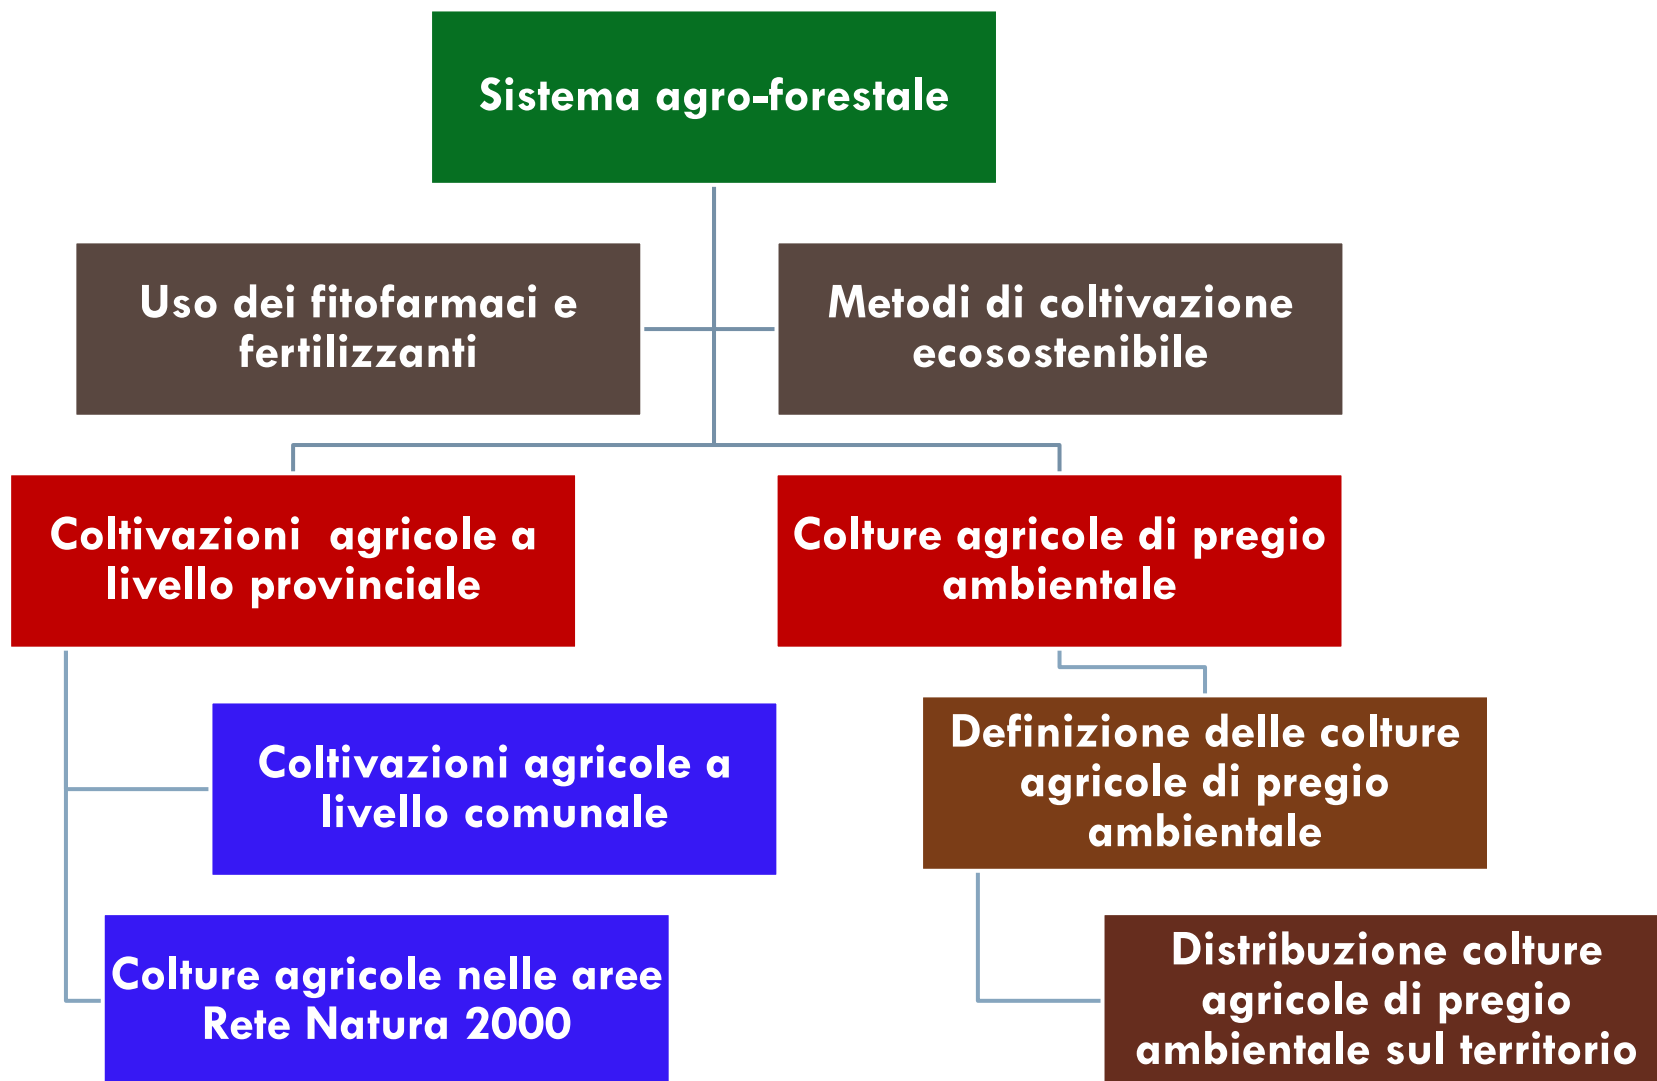 Sistema agro-forestale
Uso dei fitofarmaci e
fertilizzanti
Metodi di coltivazione
ecosostenibile
Coltivazioni  agricole a
livello provinciale
Colture agricole di pregio
ambientale
Coltivazioni agricole a
livello comunale
Definizione delle colture
agricole di pregio
ambientale
Colture agricole nelle aree
Rete Natura 2000
Distribuzione colture
agricole di pregio
ambientale sul territorio